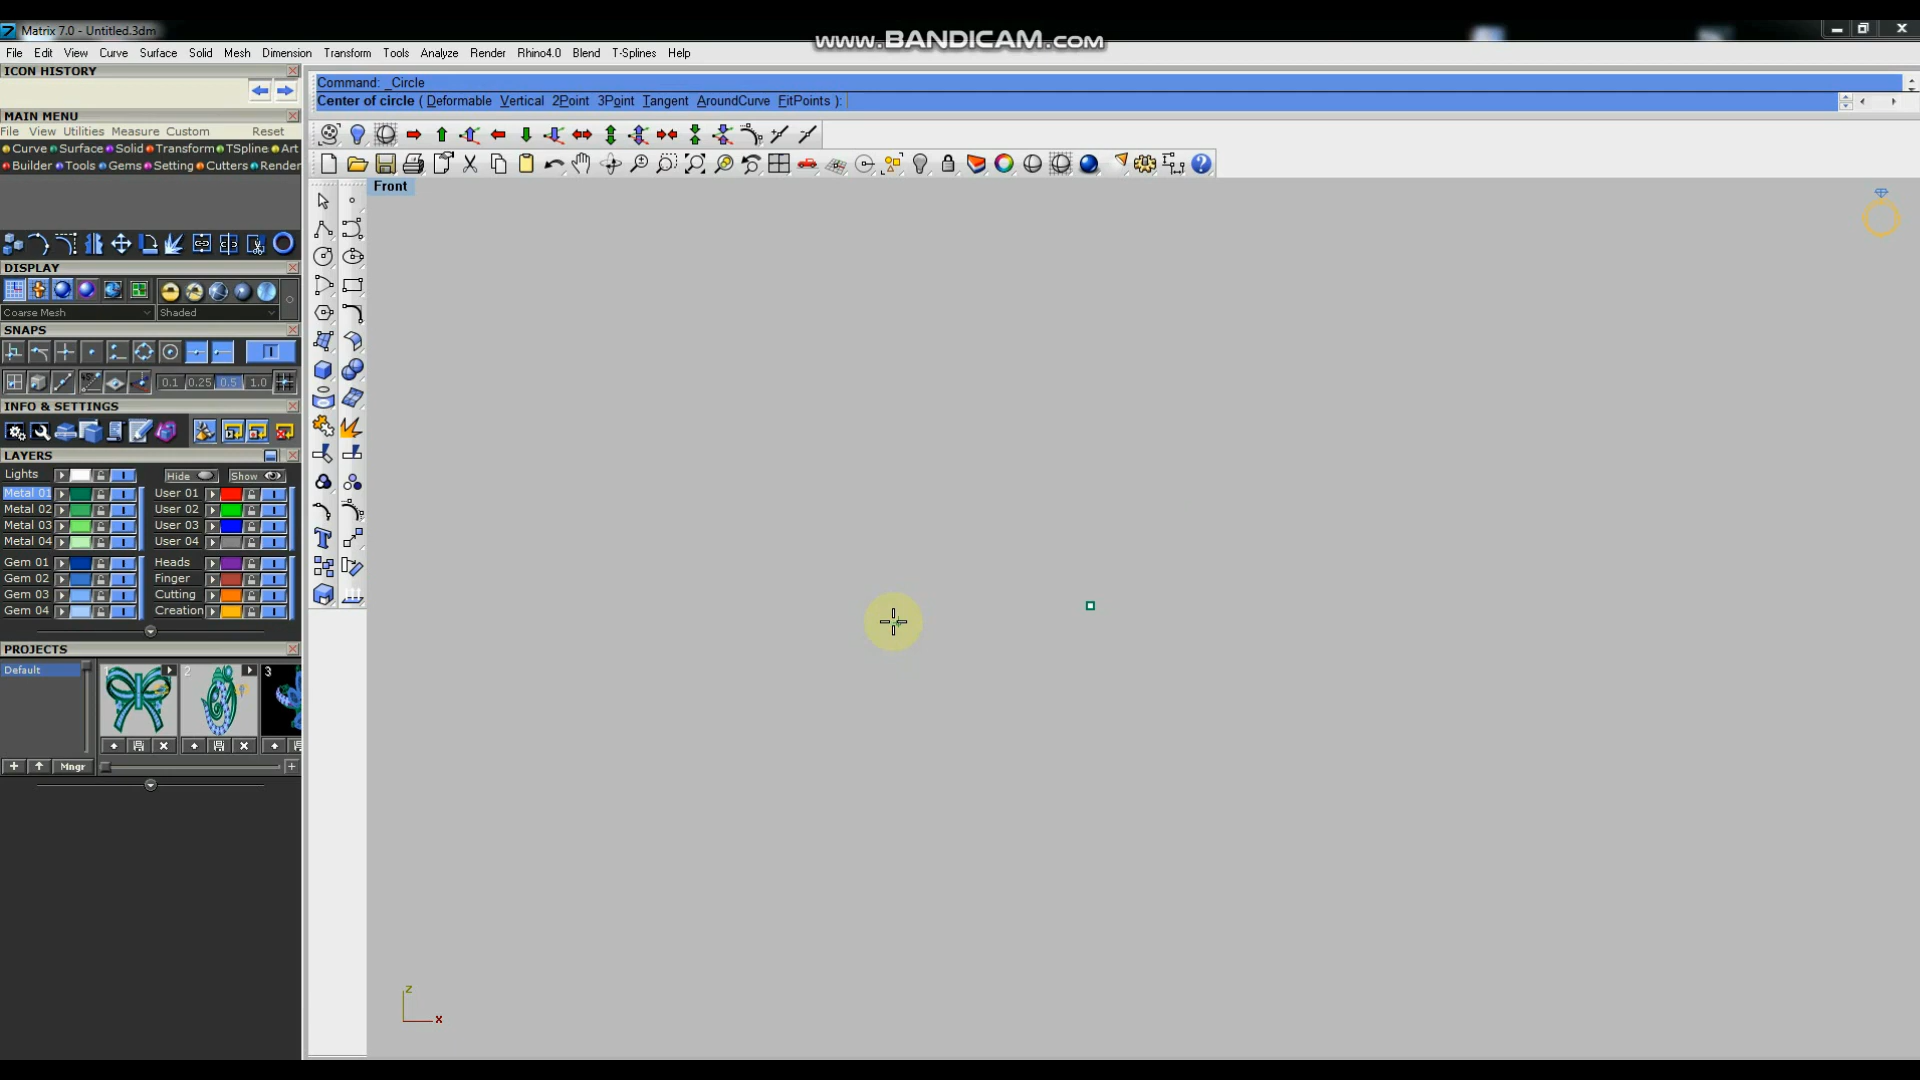 Matrix 7.0 - Untitled.3dm
www.BANDICAM.com
File Edit View Curve Surface Solid Mesh Dimension Transform Tools Analyze Render Rhino4.0 Blend T-Splines Help
ICON HISTORY
Command: _Circle
Center of circle ( Deformable Vertical 2Point 3Point Tangent AroundCurve FitPoints ):
MAIN MENU
File View Utilities Measure Custom Reset
Curve Surface Solid Transform TSpline Art
Builder Tools Gems Setting Cutters Render
Front
DISPLAY
Coarse Mesh Shaded
SNAPS
0.1 0.25 0.5 1.0
INFO & SETTINGS
LAYERS
Lights Hide Show
Metal 01 User 01
Metal 02 User 02
Metal 03 User 03
Metal 04 User 04
Gem 01 Heads
Gem 02 Finger
Gem 03 Cutting
Gem 04 Creation
PROJECTS
Default 1 2 3
Mngr
z
x